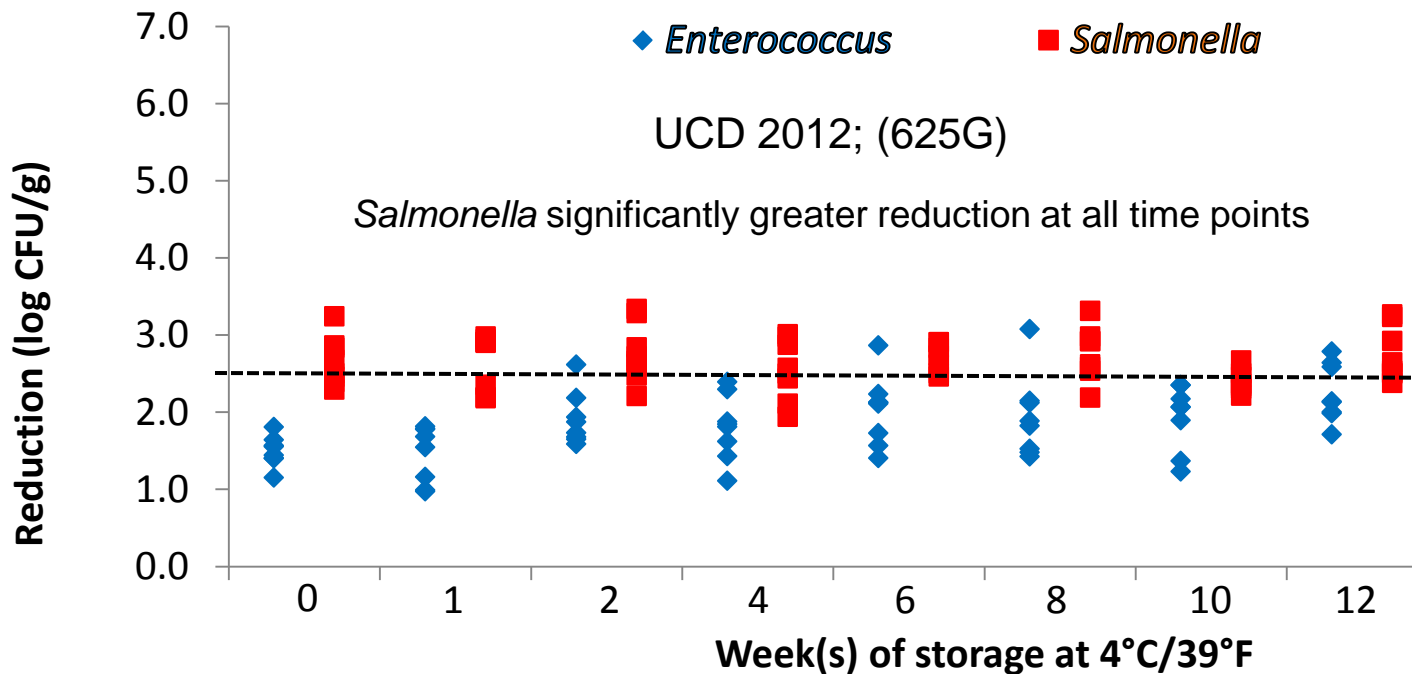 7.0
Enterococcus Salmonella
6.0
UCD 2012; (625G)
5.0
Salmonella significantly greater reduction at all time points
4.0
3.0
2.0
1.0
0.0
Reduction (log CFU/g)
0 1 2 4 6 8 10 12
Week(s) of storage at 4°C/39°F